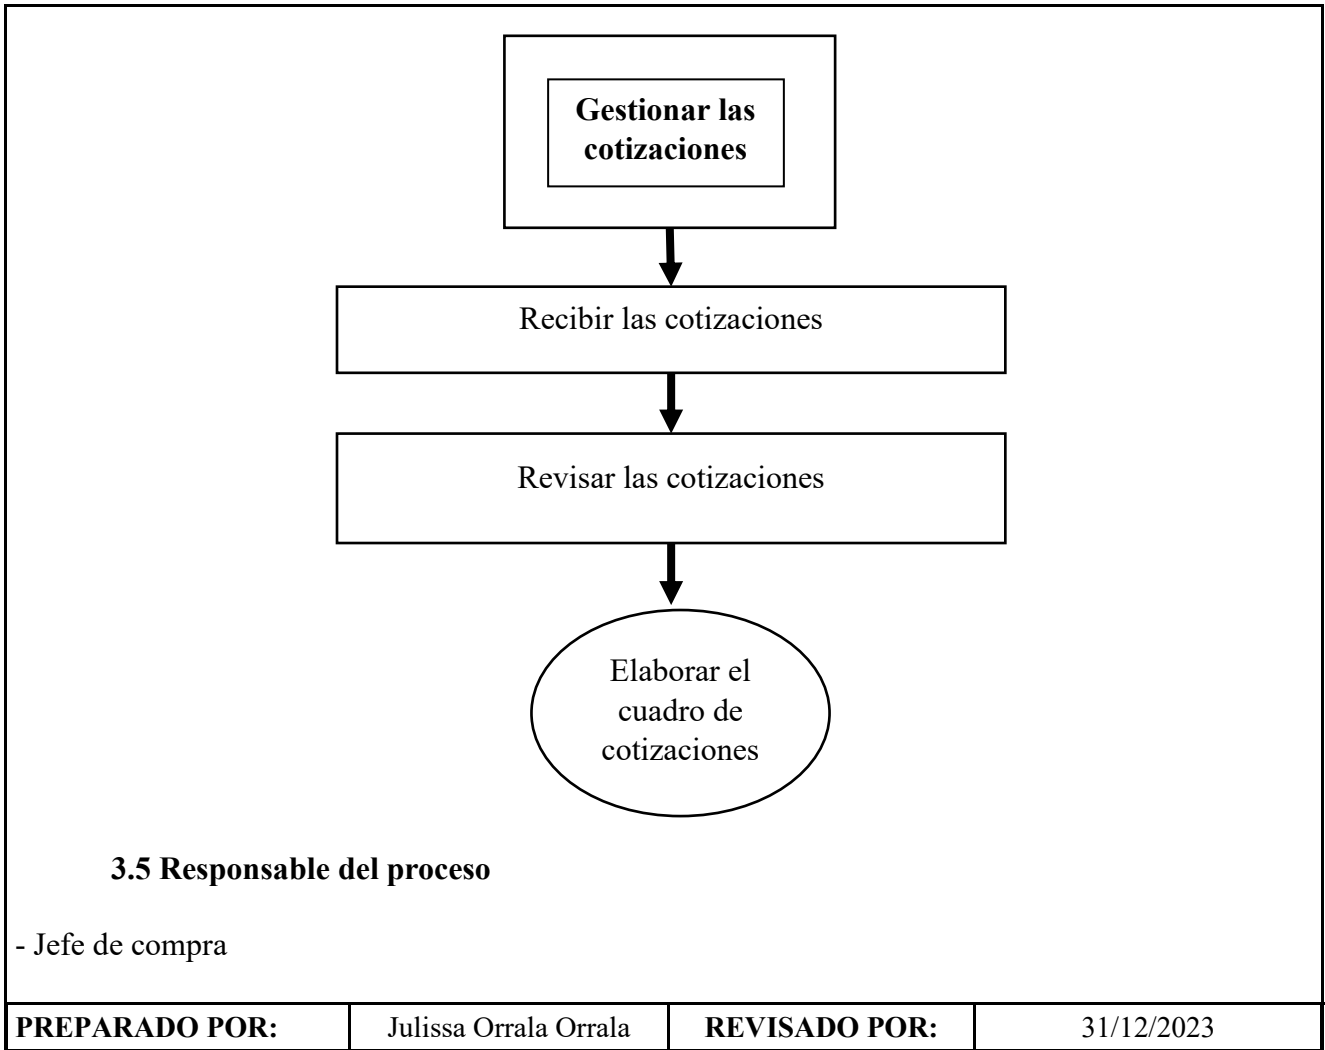 Gestionar las
cotizaciones
Recibir las cotizaciones
Revisar las cotizaciones
Elaborar el
cuadro de
cotizaciones
3.5 Responsable del proceso
- Jefe de compra
PREPARADO POR: Julissa Orrala Orrala REVISADO POR: 31/12/2023